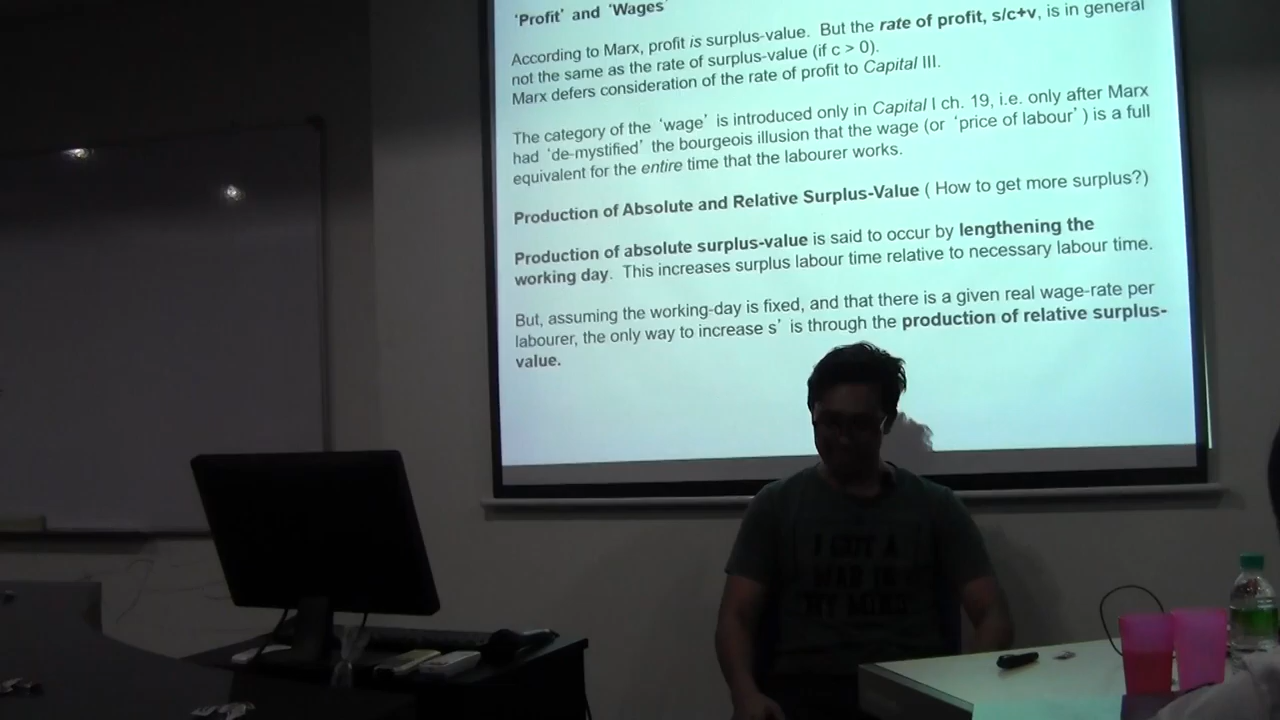 'Profit' and 'Wages'
According to Marx, profit is surplus-value. But the rate of profit, s/c+v, is in general
not the same as the rate of surplus-value (if c > 0).
Marx defers consideration of the rate of profit to Capital III.
The category of the 'wage' is introduced only in Capital I ch. 19, i.e. only after Marx
had 'de-mystified' the bourgeois illusion that the wage (or 'price of labour') is a full
equivalent for the entire time that the labourer works.
Production of Absolute and Relative Surplus-Value ( How to get more surplus?)
Production of absolute surplus-value is said to occur by lengthening the
working day. This increases surplus labour time relative to necessary labour time.
But, assuming the working-day is fixed, and that there is a given real wage-rate per
labourer, the only way to increase s' is through the production of relative surplus-
value.
I GOT A
IN
MY MIND